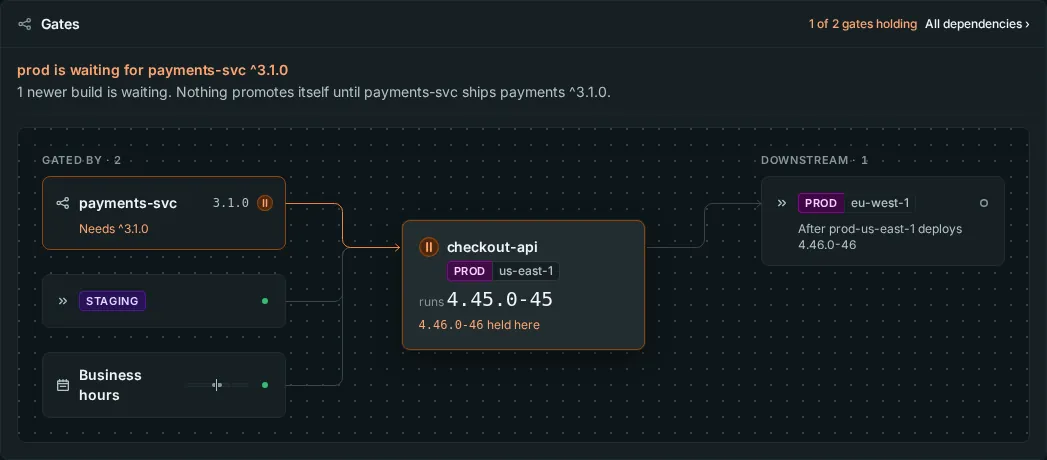 Gates
1 of 2 gates holding All dependencies ›
prod is waiting for payments-svc ^3.1.0
1 newer build is waiting. Nothing promotes itself until payments-svc ships payments ^3.1.0.
GATED BY · 2
payments-svc 3.1.0
Needs ^3.1.0
STAGING
Business
hours
checkout-api
PROD us-east-1
runs 4.45.0-45
4.46.0-46 held here
DOWNSTREAM · 1
PROD eu-west-1
After prod-us-east-1 deploys
4.46.0-46